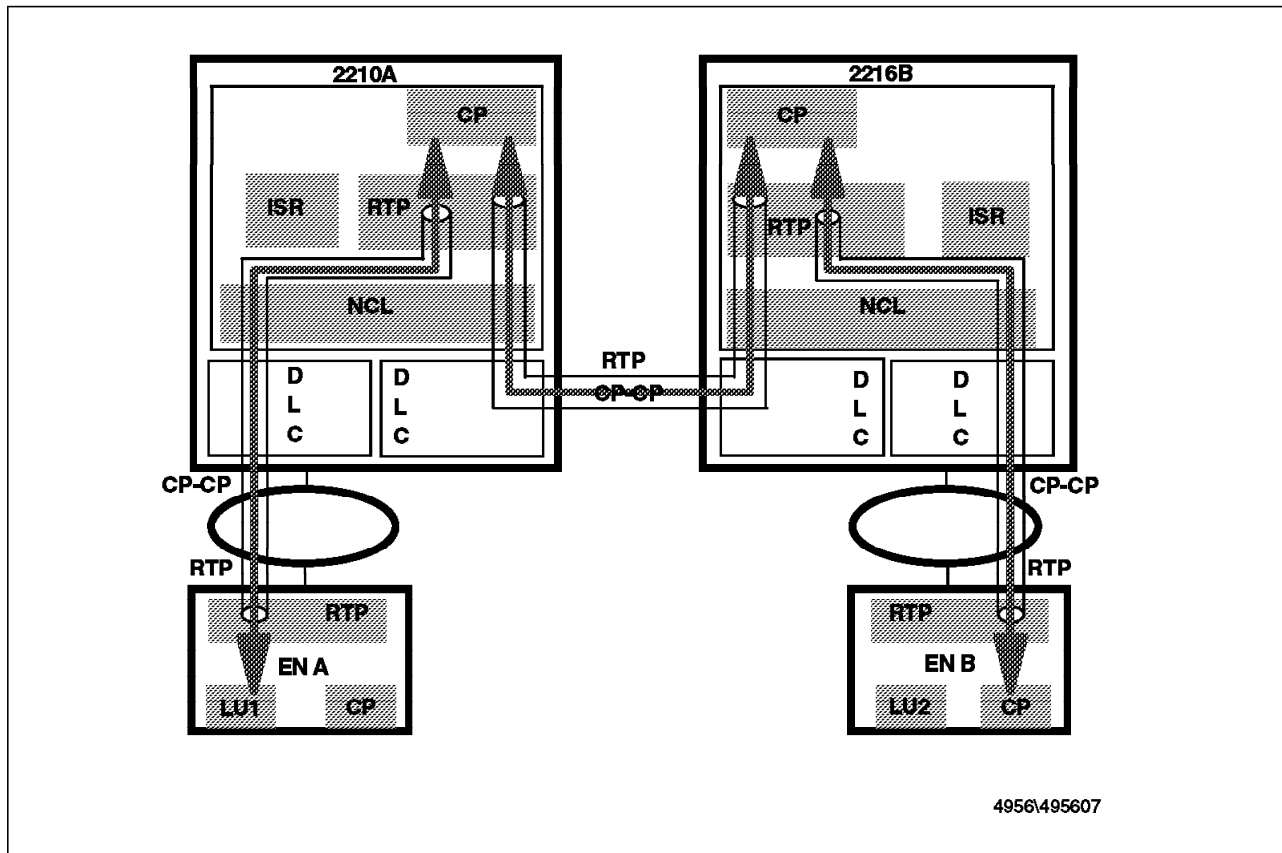 2210A
2216B
CP
CP
ISR
RTP
RTP
ISR
NCL
NCL
RTP
CP-CP
D
L
C
D
L
C
D
L
C
D
L
C
CP-CP
CP-CP
RTP
RTP
RTP
RTP
EN A
EN B
LU1
CP
LU2
CP
4956\495607